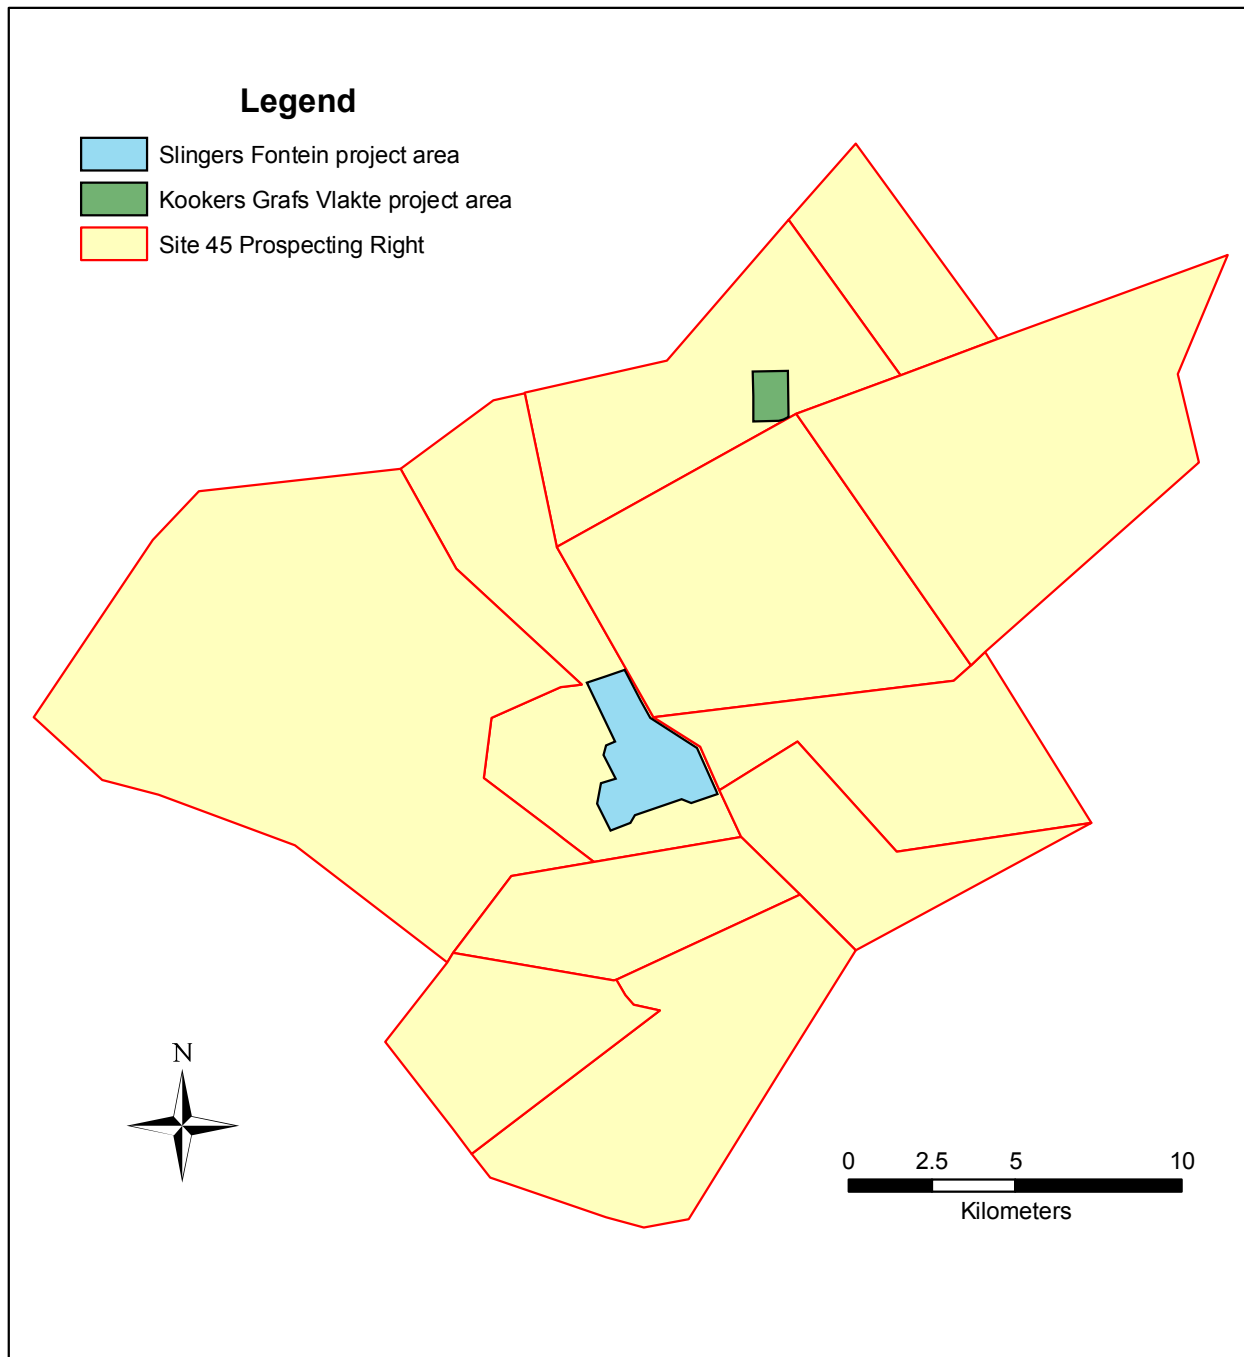 Legend
Slingers Fontein project area
Kookers Grafs Vlakte project area
Site 45 Prospecting Right
N
0 2.5 5 10
Kilometers